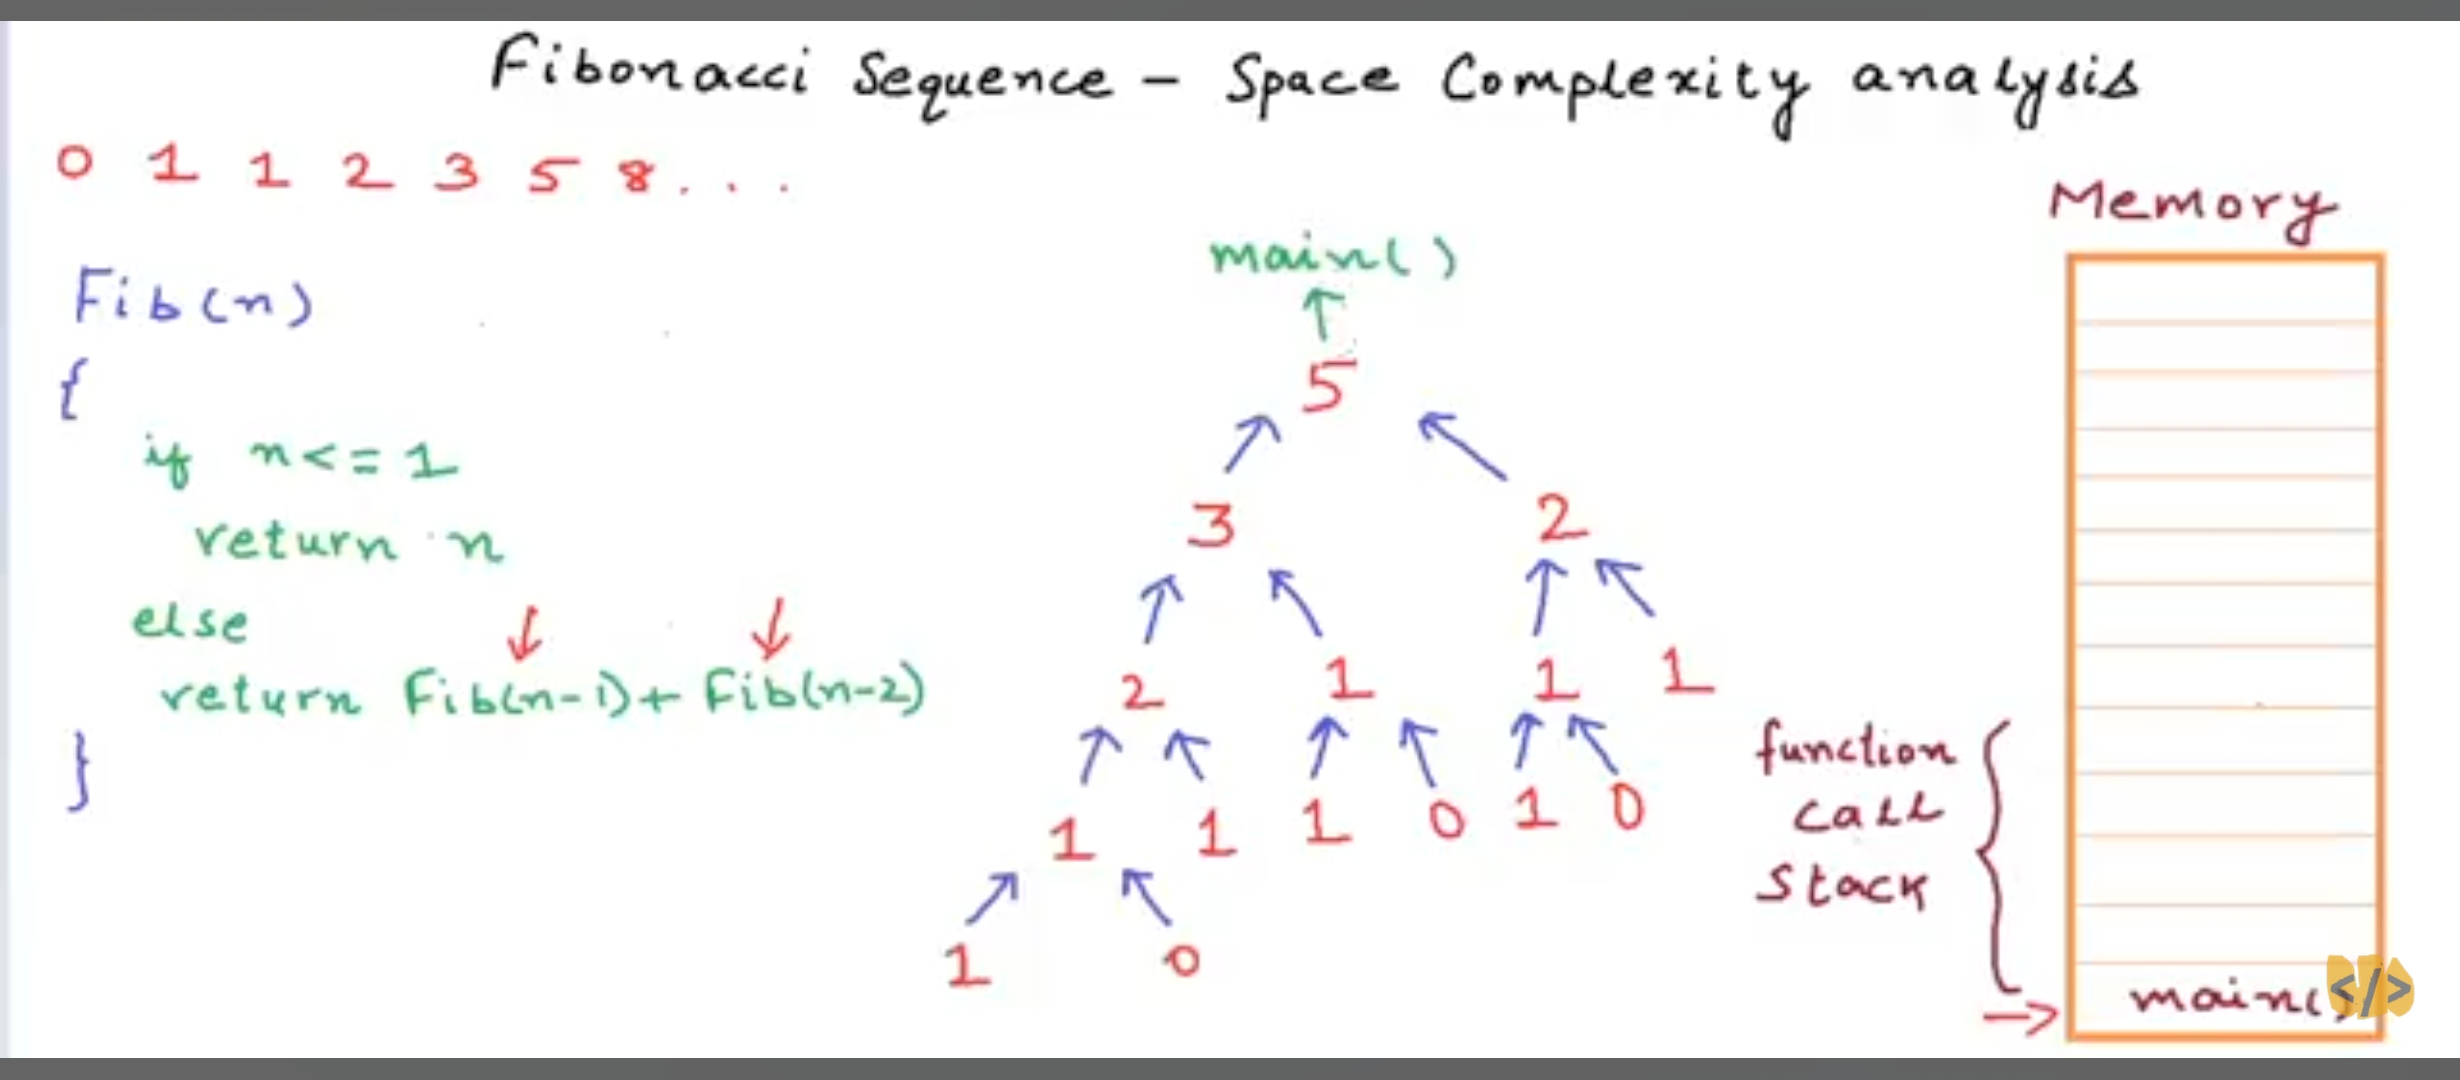 Fibonacci Sequence - Space Complexity analysis
0 1 1 2 3 5 8 . . .
Fib(n)
{
if n<=1
return n
else
return Fib(n-1)+ Fib(n-2)
}
main()
5
3 2
2 1 1 1
1 1 1 0 1 0
1 0
Memory
function
call
stack
main()